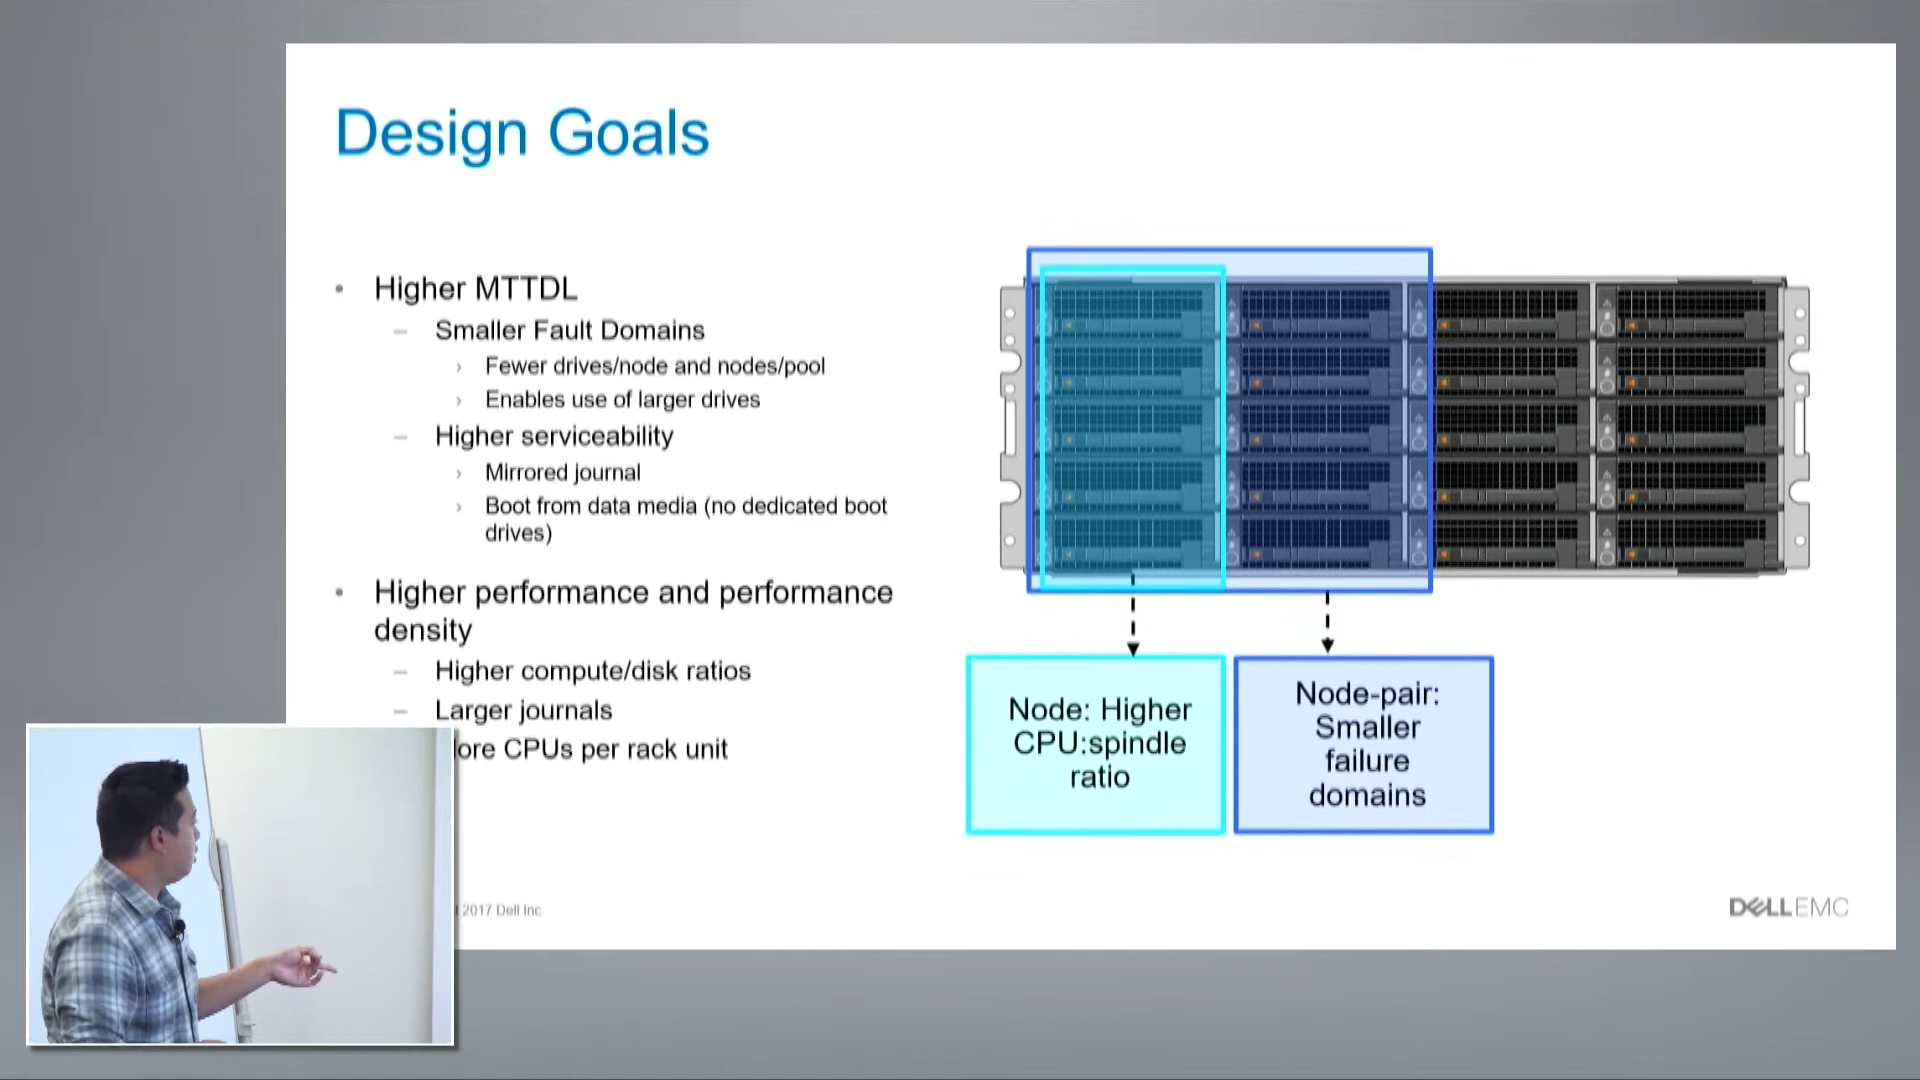 Design Goals
• Higher MTTDL
– Smaller Fault Domains
› Fewer drives/node and nodes/pool
› Enables use of larger drives
– Higher serviceability
› Mirrored journal
› Boot from data media (no dedicated boot
drives)
• Higher performance and performance
density
– Higher compute/disk ratios
– Larger journals
ore CPUs per rack unit
Node: Higher
CPU:spindle
ratio
Node-pair:
Smaller
failure
domains
2017 Dell Inc.
DELLEMC